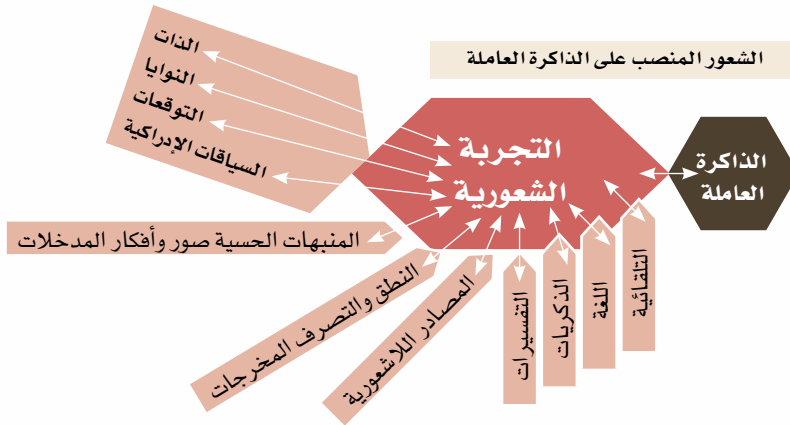 الشعور المنصب على الذاكرة العاملة
الذاكرة
العاملة
التجربة
الشعورية
الذات
النوايا
التوقعات
السياقات الإدراكية
المنبهات الحسية صور وأفكار المدخلات
النطق والتصرف المخرجات
المصادر اللاشعورية
التفسيرات
الذكريات
اللغة
التلقائية